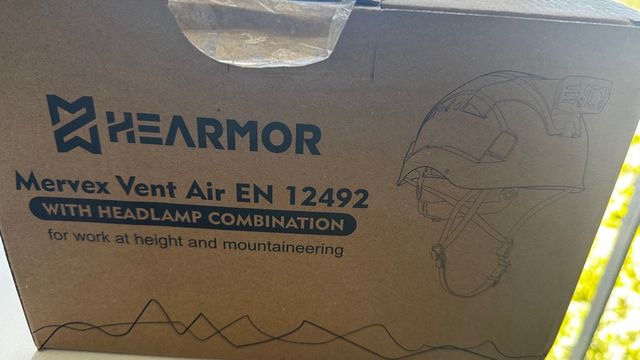 HEARMOR
Mervex Vent Air EN 12492
WITH HEADLAMP COMBINATION
for work at height and mountaineering